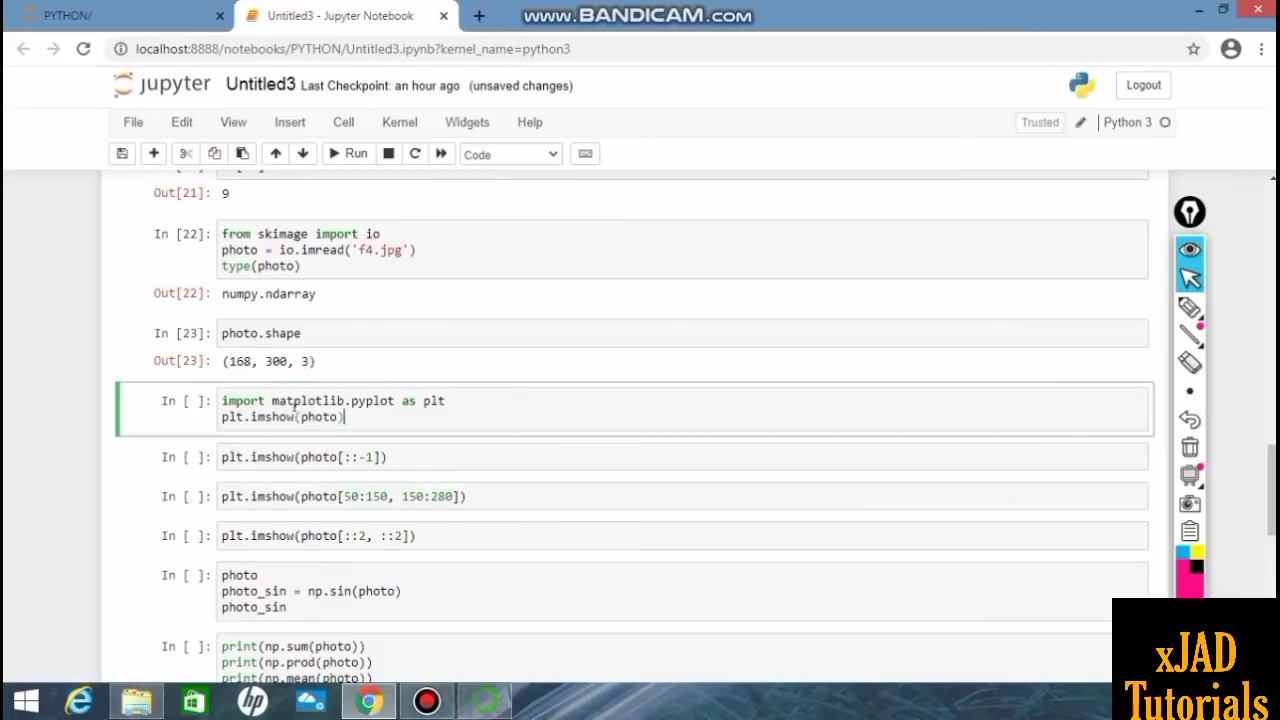 PYTHON/
Untitled3 - Jupyter Notebook
www.BANDICAM.com
localhost:8888/notebooks/PYTHON/Untitled3.ipynb?kernel_name=python3
jupyter Untitled3 Last Checkpoint: an hour ago (unsaved changes)
Logout
File Edit View Insert Cell Kernel Widgets Help
Trusted
Python 3
Run
Code
Out[21]: 9
In [22]: from skimage import io
photo = io.imread('f4.jpg')
type(photo)
Out[22]: numpy.ndarray
In [23]: photo.shape
Out[23]: (168, 300, 3)
In [ ]: import matplotlib.pyplot as plt
plt.imshow(photo)
In [ ]: plt.imshow(photo[::-1])
In [ ]: plt.imshow(photo[50:150, 150:280])
In [ ]: plt.imshow(photo[::2, ::2])
In [ ]: photo
photo_sin = np.sin(photo)
photo_sin
In [ ]: print(np.sum(photo))
print(np.prod(photo))
print(np.mean(photo))
hp
xJAD
Tutorials